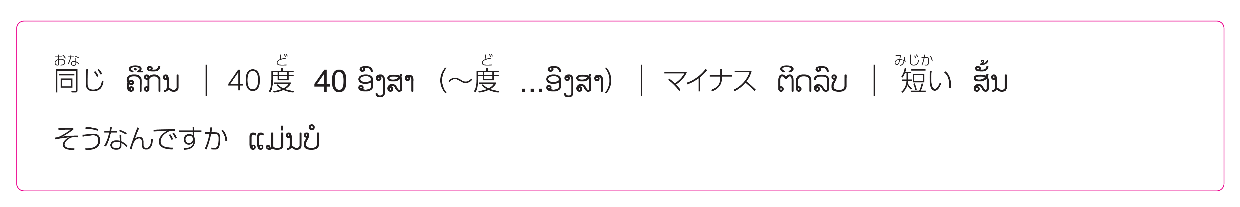 同じ ຄືກັນ | 40 度 40 ອົງສາ (～度 ...ອົງສາ) | マイナス ຕິດລົບ | 短い ສັ້ນ
そうなんですか ແມ່ນບໍ